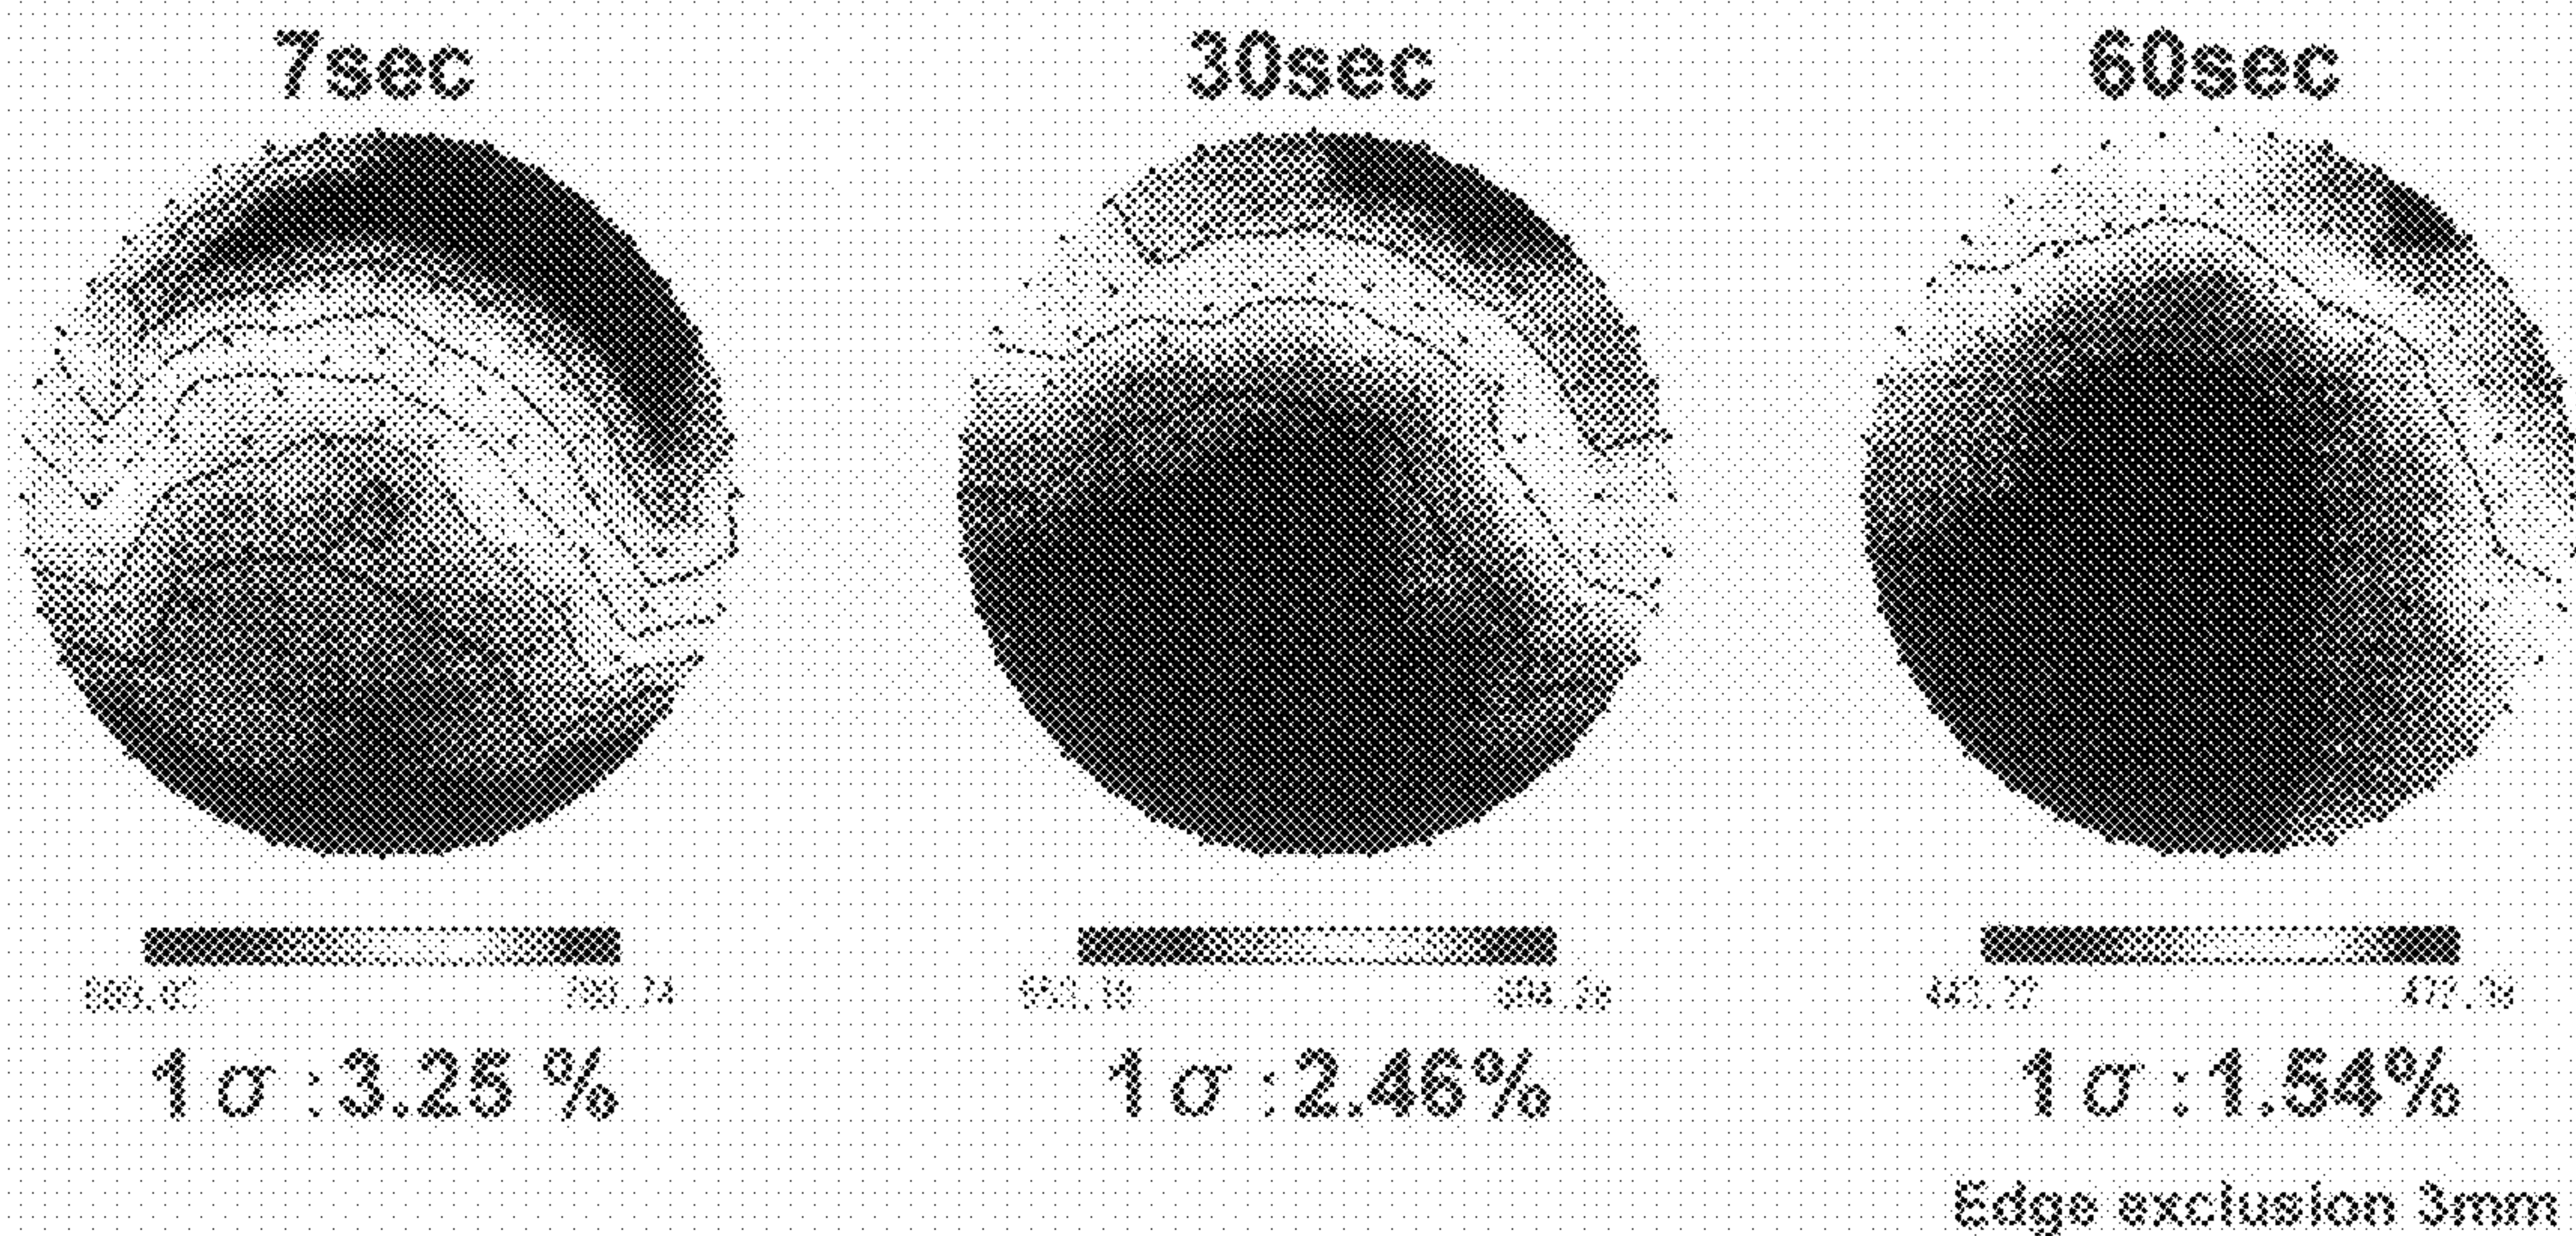 7sec
30sec
60sec
1σ :3.25 %
1σ :2.46%
1σ :1.54%
Edge exclusion 3mm